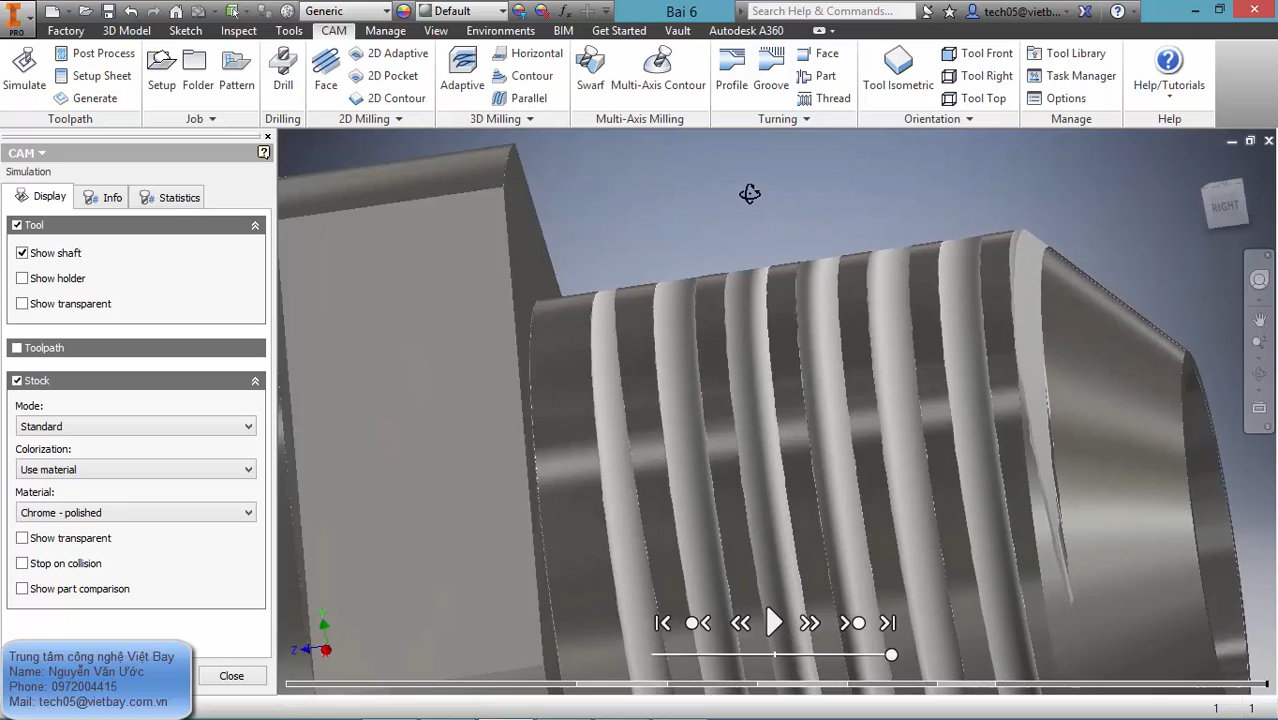 PRO
Generic
Default
fx
Bai 6
Search Help & Commands...
tech05@vietb...
Factory 3D Model Sketch Inspect Tools CAM Manage View Environments BIM Get Started Vault Autodesk A360
Simulate
Post Process
Setup Sheet
Generate
Toolpath
Setup Folder Pattern
Job
Drill
Drilling
Face
2D Adaptive
2D Pocket
2D Contour
2D Milling
Adaptive
Horizontal
Contour
Parallel
3D Milling
Swarf Multi-Axis Contour
Multi-Axis Milling
Profile Groove
Face
Part
Thread
Turning
Tool Isometric
Tool Front
Tool Right
Tool Top
Orientation
Tool Library
Task Manager
Options
Manage
Help/Tutorials
Help
CAM
Simulation
Display Info Statistics
Tool
Show shaft
Show holder
Show transparent
Toolpath
Stock
Mode:
Standard
Colorization:
Use material
Material:
Chrome - polished
Show transparent
Stop on collision
Show part comparison
Close
RIGHT
Y
Z
Trung tâm công nghệ Việt Bay
Name: Nguyễn Văn Ước
Phone: 0972004415
Mail: tech05@vietbay.com.vn
1 1